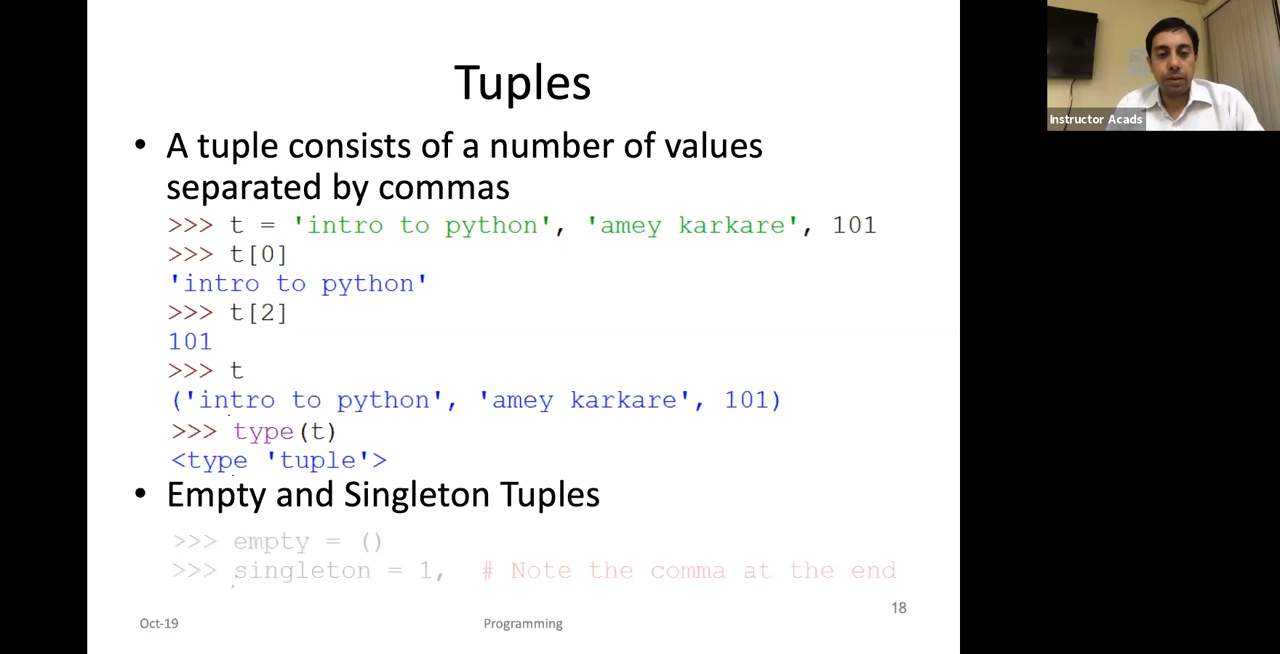 Tuples
• A tuple consists of a number of values
separated by commas
>>> t = 'intro to python', 'amey karkare', 101
>>> t[0]
'intro to python'
>>> t[2]
101
>>> t
('intro to python', 'amey karkare', 101)
>>> type(t)
<type 'tuple'>
• Empty and Singleton Tuples
>>> empty = ()
>>> singleton = 1, # Note the comma at the end
Oct-19
Programming
18
Instructor Acads